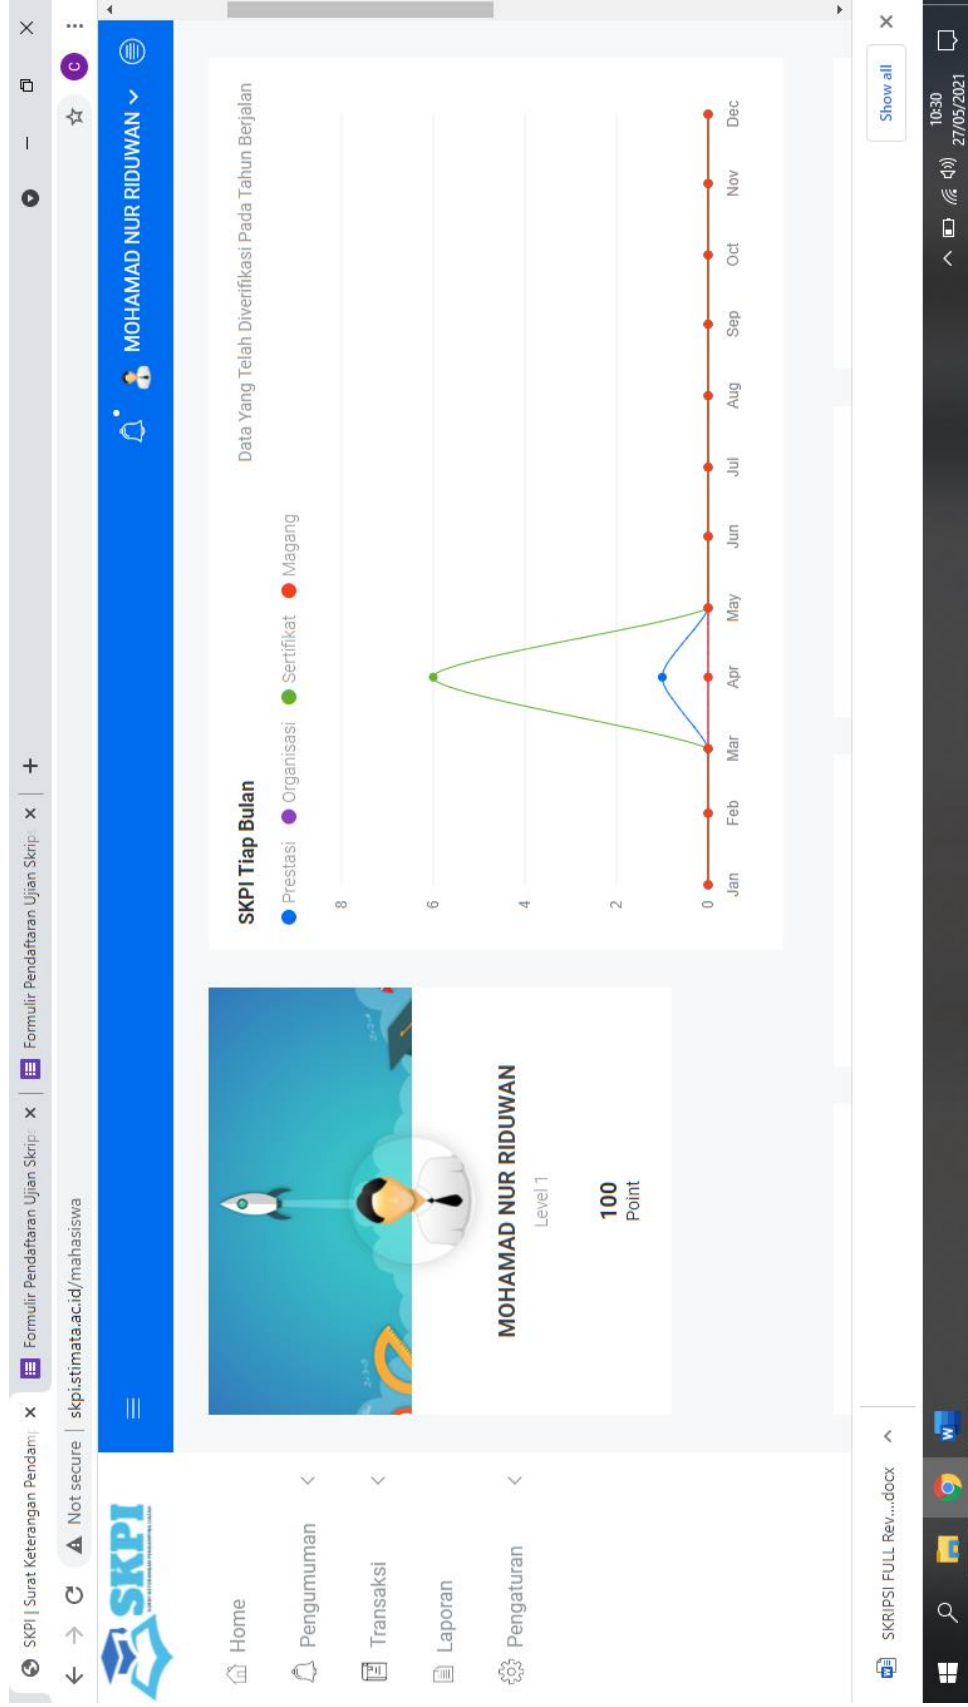 SKPI | Surat Keterangan Pendamp
Formulir Pendaftaran Ujian Skrips
Formulir Pendaftaran Ujian Skrips
Not secure | skpi.stimata.ac.id/mahasiswa
C
SKPI
MOHAMAD NUR RIDUWAN
Home
Pengumuman
Transaksi
Laporan
Pengaturan
MOHAMAD NUR RIDUWAN
Level 1
100
Point
SKPI Tiap Bulan
Data Yang Telah Diverifikasi Pada Tahun Berjalan
Prestasi Organisasi Sertifikat Magang
8
6
4
2
0
Jan Feb Mar Apr May Jun Jul Aug Sep Oct Nov Dec
SKRIPSI FULL Rev....docx
Show all
10:30
27/05/2021